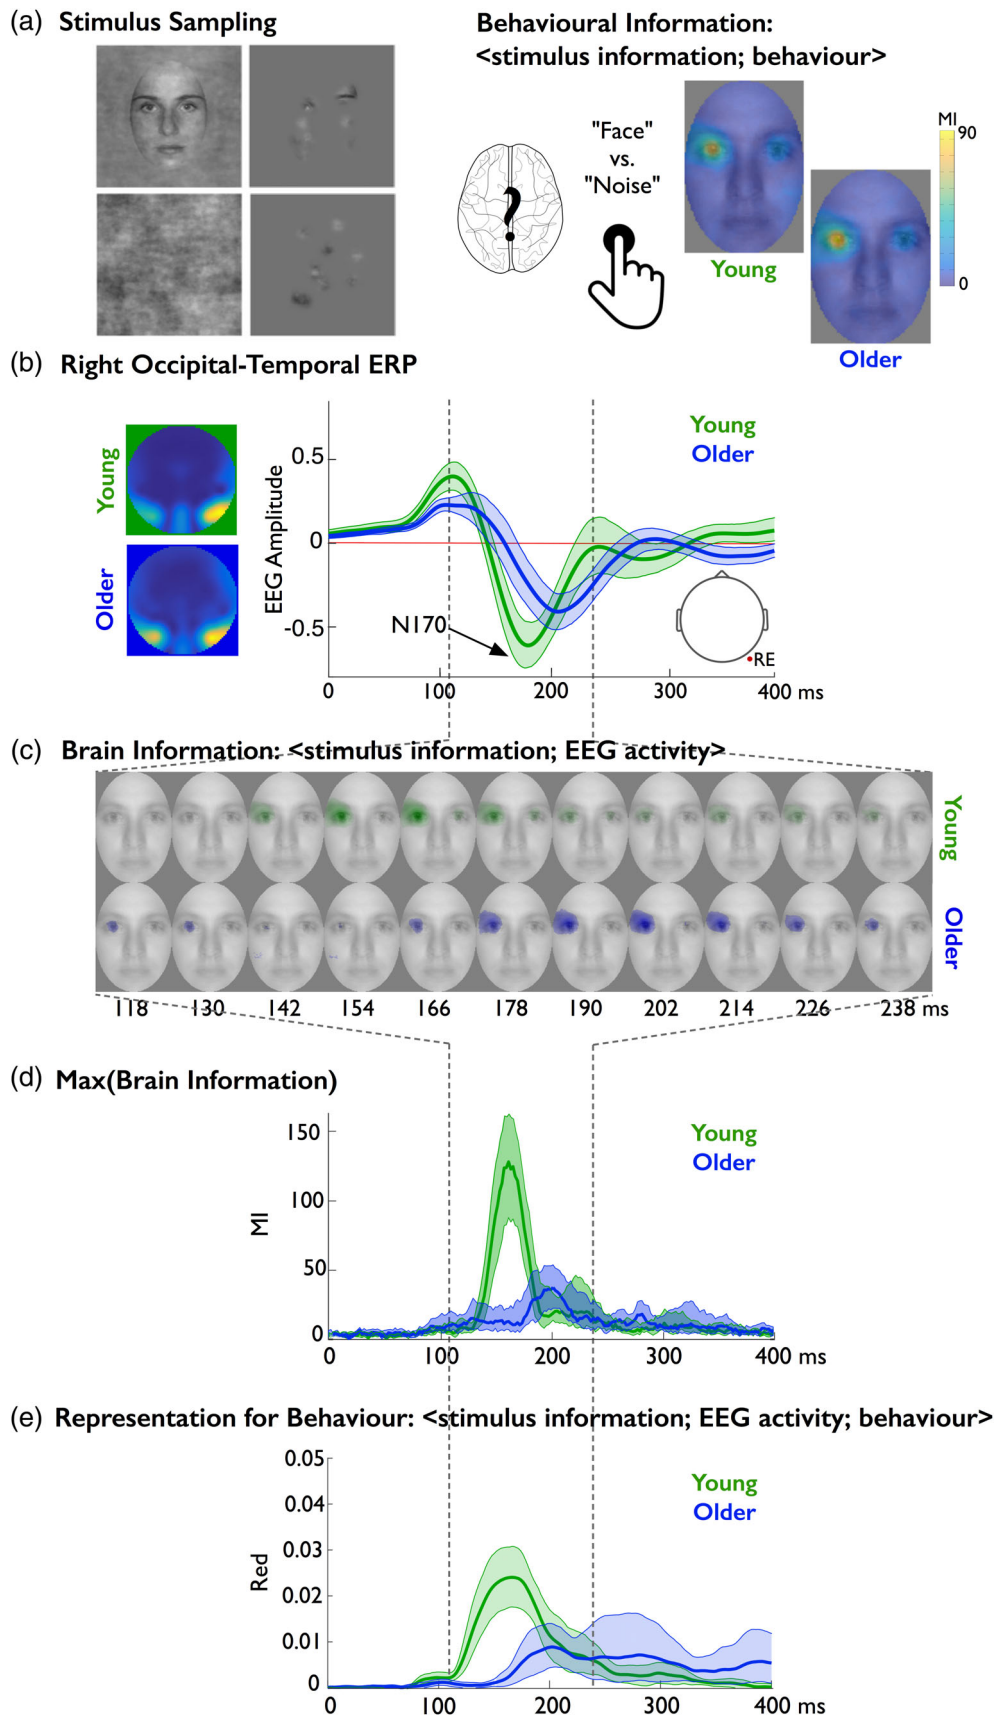 (a) Stimulus Sampling
Behavioural Information:
<stimulus information; behaviour>
"Face"
vs.
"Noise"
MI
90
0
Young
Older
(b) Right Occipital-Temporal ERP
Young
Older
Young
Older
EEG Amplitude
0.5
0
-0.5
N170
RE
0 100 200 300 400 ms
(c) Brain Information: <stimulus information; EEG activity>
Young
Older
118 130 142 154 166 178 190 202 214 226 238 ms
(d) Max(Brain Information)
Young
Older
MI
150
100
50
0
0 100 200 300 400 ms
(e) Representation for Behaviour: <stimulus information; EEG activity; behaviour>
Young
Older
Red
0.05
0.04
0.03
0.02
0.01
0
0 100 200 300 400 ms